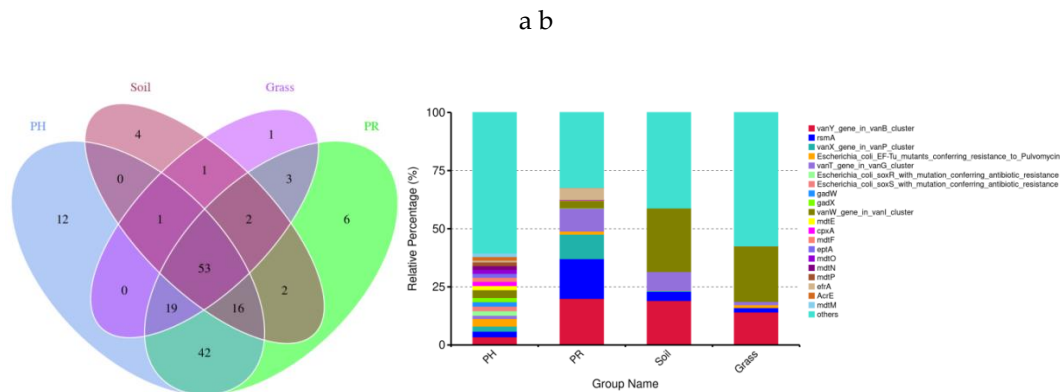 a b
Soil
Grass
PH
PR
4
1
0
1
3
12
1
2
6
53
0
2
19
16
42
Relative Percentage (%)
100
75
50
25
0
PH
PR
Soil
Grass
Group Name
vanY_gene_in_vanB_cluster
rsmA
vanX_gene_in_vanP_cluster
Escherichia_coli_EF-Tu_mutants_conferring_resistance_to_Pulvomycin
vanT_gene_in_vanG_cluster
Escherichia_coli_soxR_with_mutation_conferring_antibiotic_resistance
Escherichia_coli_soxS_with_mutation_conferring_antibiotic_resistance
gadW
gadX
vanW_gene_in_vanI_cluster
mdtE
cpxA
mdtF
eptA
mdtO
mdtN
mdtP
efrA
AcrE
mdtM
others